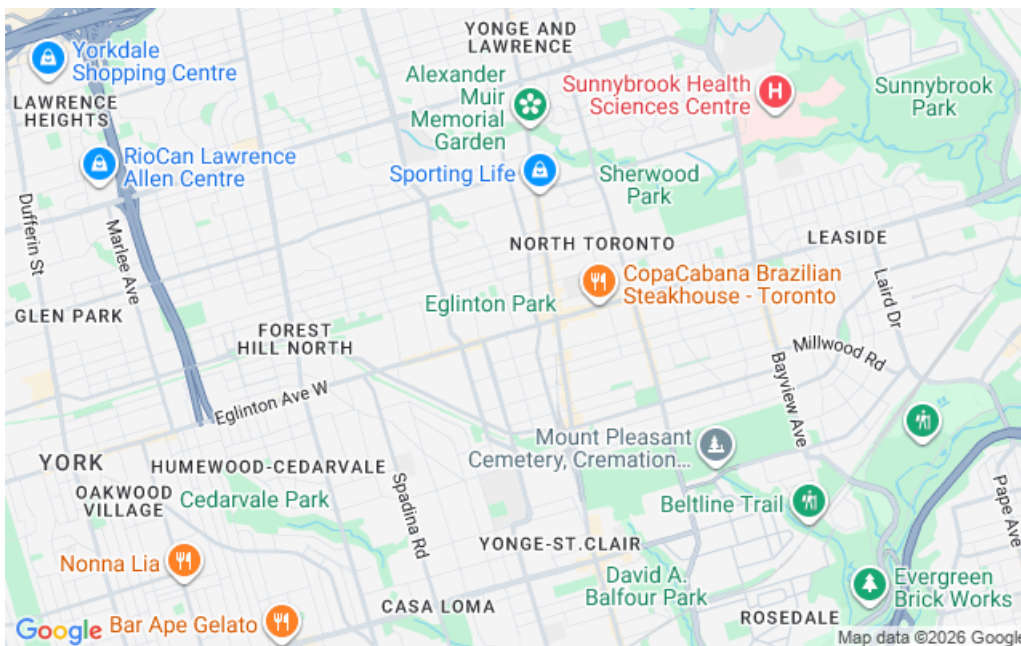 YONGE AND
LAWRENCE
Yorkdale
Shopping Centre
Alexander
Muir
Memorial
Garden
Sunnybrook Health
Sciences Centre
Sunnybrook
Park
LAWRENCE
HEIGHTS
RioCan Lawrence
Allen Centre
Sporting Life
Sherwood
Park
Dufferin St
Marlee Ave
NORTH TORONTO
LEASIDE
CopaCabana Brazilian
Steakhouse - Toronto
Laird Dr
Eglinton Park
GLEN PARK
FOREST
HILL NORTH
Millwood Rd
Bayview Ave
Eglinton Ave W
Mount Pleasant
Cemetery, Cremation...
YORK
HUMEWOOD-CEDARVALE
OAKWOOD
VILLAGE
Cedarvale Park
Spadina Rd
Beltline Trail
Pape Ave
YONGE-ST.CLAIR
Nonna Lia
David A.
Balfour Park
Evergreen
Brick Works
CASA LOMA
ROSEDALE
Google
Bar Ape Gelato
Map data ©2026 Google
H